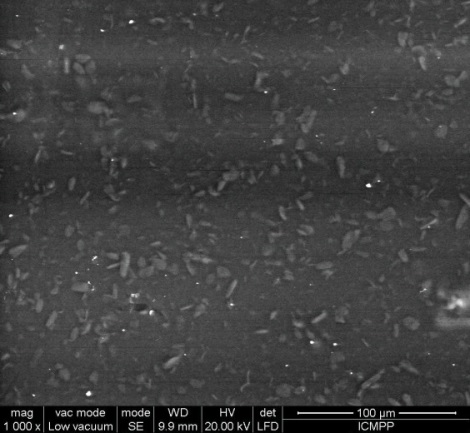 mag vac mode mode WD HV det 100 µm
1 000 x Low vacuum SE 9.9 mm 20.00 kV LFD ICMPP